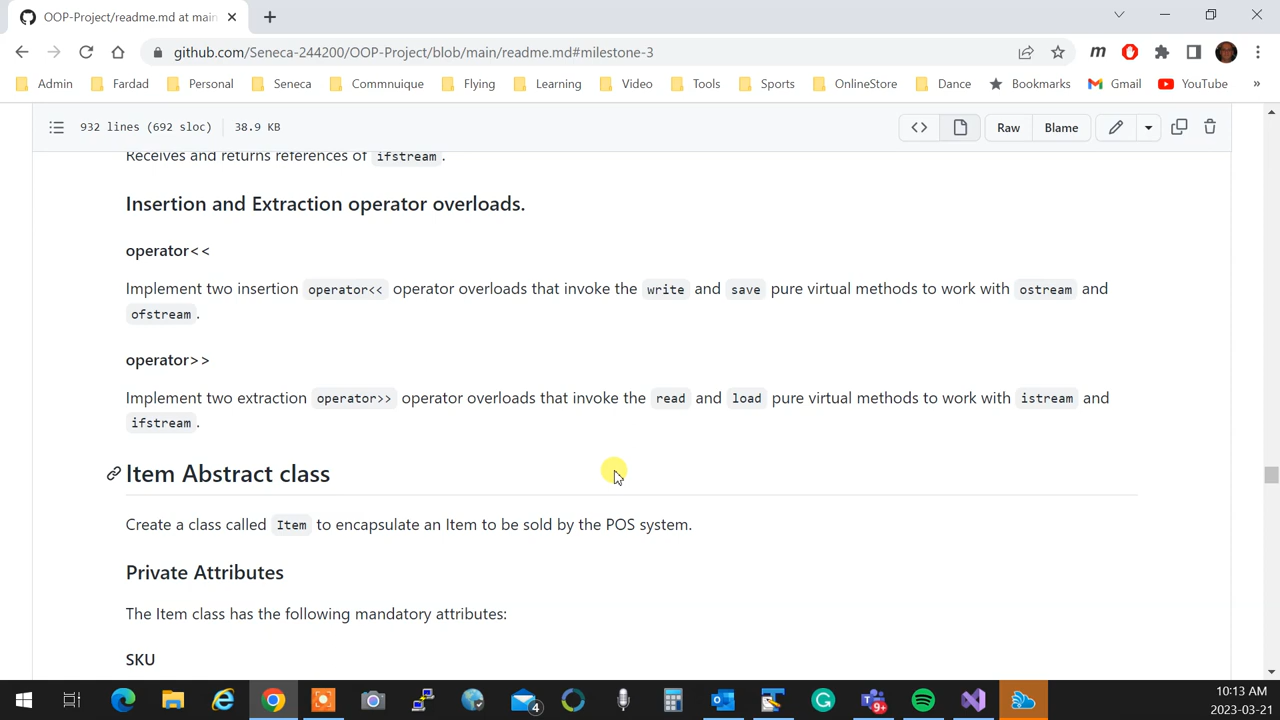 OOP-Project/readme.md at main
github.com/Seneca-244200/OOP-Project/blob/main/readme.md#milestone-3
Admin Fardad Personal Seneca Commnuique Flying Learning Video Tools Sports OnlineStore Dance Bookmarks Gmail YouTube »
932 lines (692 sloc) 38.9 KB Raw Blame
Receives and returns references of ifstream.
Insertion and Extraction operator overloads.
operator<<
Implement two insertion operator<< operator overloads that invoke the write and save pure virtual methods to work with ostream and
ofstream.
operator>>
Implement two extraction operator>> operator overloads that invoke the read and load pure virtual methods to work with istream and
ifstream.
Item Abstract class
Create a class called Item to encapsulate an Item to be sold by the POS system.
Private Attributes
The Item class has the following mandatory attributes:
SKU
4
9+
10:13 AM
2023-03-21